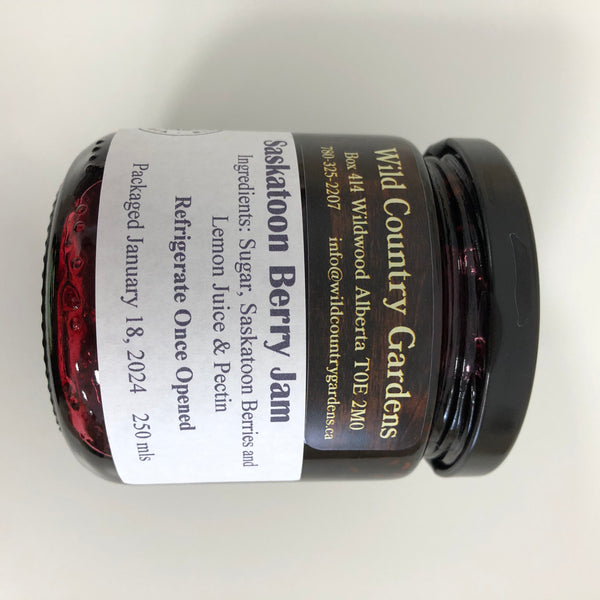 Wild Country Gardens
Box 414 Wildwood Alberta T0E 2M0
780-325-2207 info@wildcountrygardens.ca
Saskatoon Berry Jam
Ingredients: Sugar, Saskatoon Berries and
Lemon Juice & Pectin
Refrigerate Once Opened
Packaged January 18, 2024 250 mls